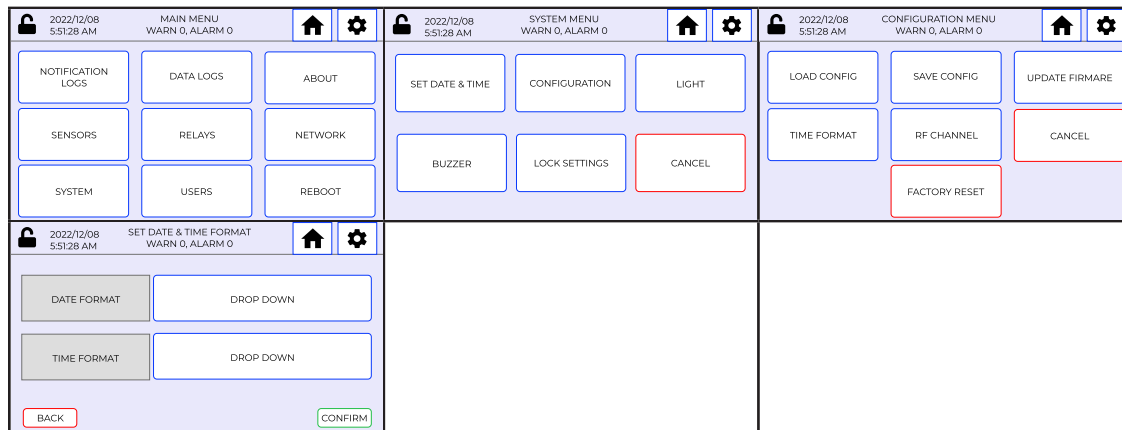 2022/12/08
5:51:28 AM
MAIN MENU
WARN 0, ALARM 0
NOTIFICATION
LOGS
DATA LOGS
ABOUT
SENSORS
RELAYS
NETWORK
SYSTEM
USERS
REBOOT
2022/12/08
5:51:28 AM
SYSTEM MENU
WARN 0, ALARM 0
SET DATE & TIME
CONFIGURATION
LIGHT
BUZZER
LOCK SETTINGS
CANCEL
2022/12/08
5:51:28 AM
CONFIGURATION MENU
WARN 0, ALARM 0
LOAD CONFIG
SAVE CONFIG
UPDATE FIRMARE
TIME FORMAT
RF CHANNEL
CANCEL
FACTORY RESET
2022/12/08
5:51:28 AM
SET DATE & TIME FORMAT
WARN 0, ALARM 0
DATE FORMAT
DROP DOWN
TIME FORMAT
DROP DOWN
BACK
CONFIRM